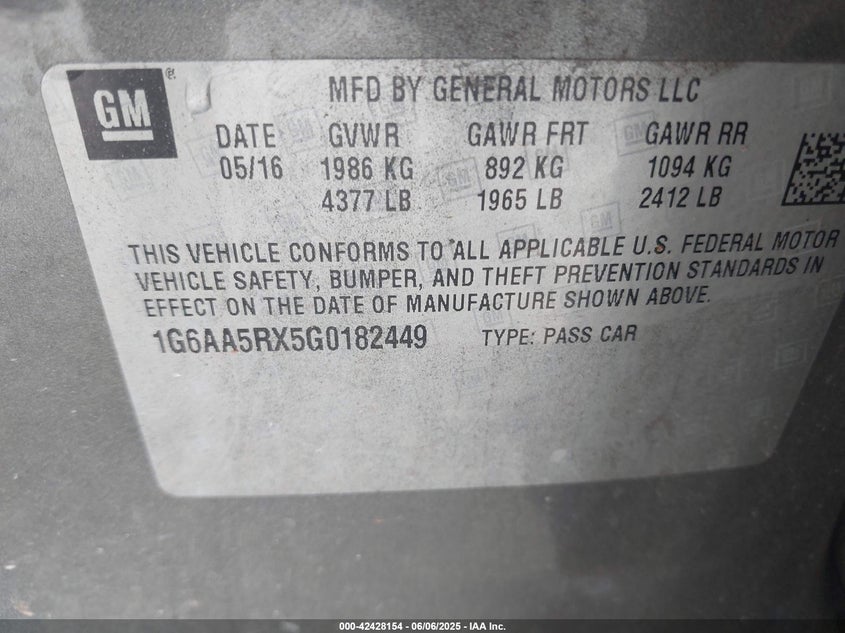 GM
®
MFD BY GENERAL MOTORS LLC
DATE GVWR GAWR FRT GAWR RR
05/16 1986 KG 892 KG 1094 KG
4377 LB 1965 LB 2412 LB
THIS VEHICLE CONFORMS TO ALL APPLICABLE U.S. FEDERAL MOTOR
VEHICLE SAFETY, BUMPER, AND THEFT PREVENTION STANDARDS IN
EFFECT ON THE DATE OF MANUFACTURE SHOWN ABOVE.
1G6AA5RX5G0182449 TYPE: PASS CAR
000-42428154 - 06/06/2025 - IAA Inc.